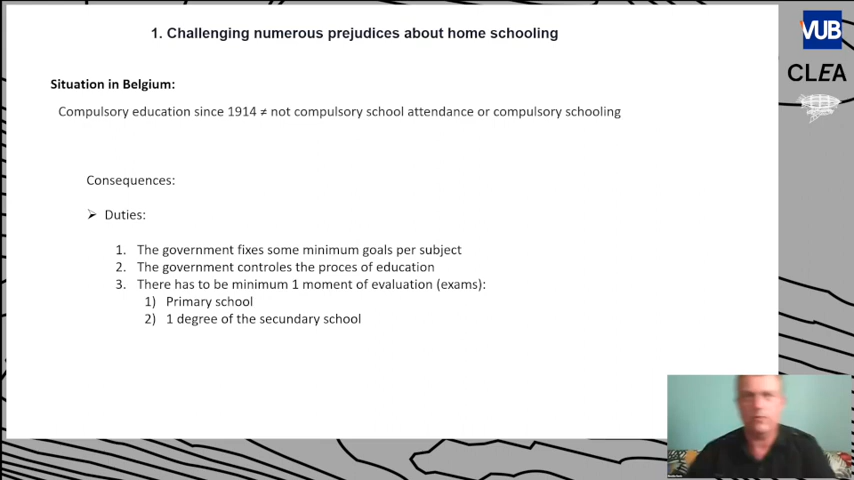 1. Challenging numerous prejudices about home schooling
VUB
CLEA
Situation in Belgium:
Compulsory education since 1914 ≠ not compulsory school attendance or compulsory schooling
Consequences:
➢ Duties:
1. The government fixes some minimum goals per subject
2. The government controles the proces of education
3. There has to be minimum 1 moment of evaluation (exams):
1) Primary school
2) 1 degree of the secundary school